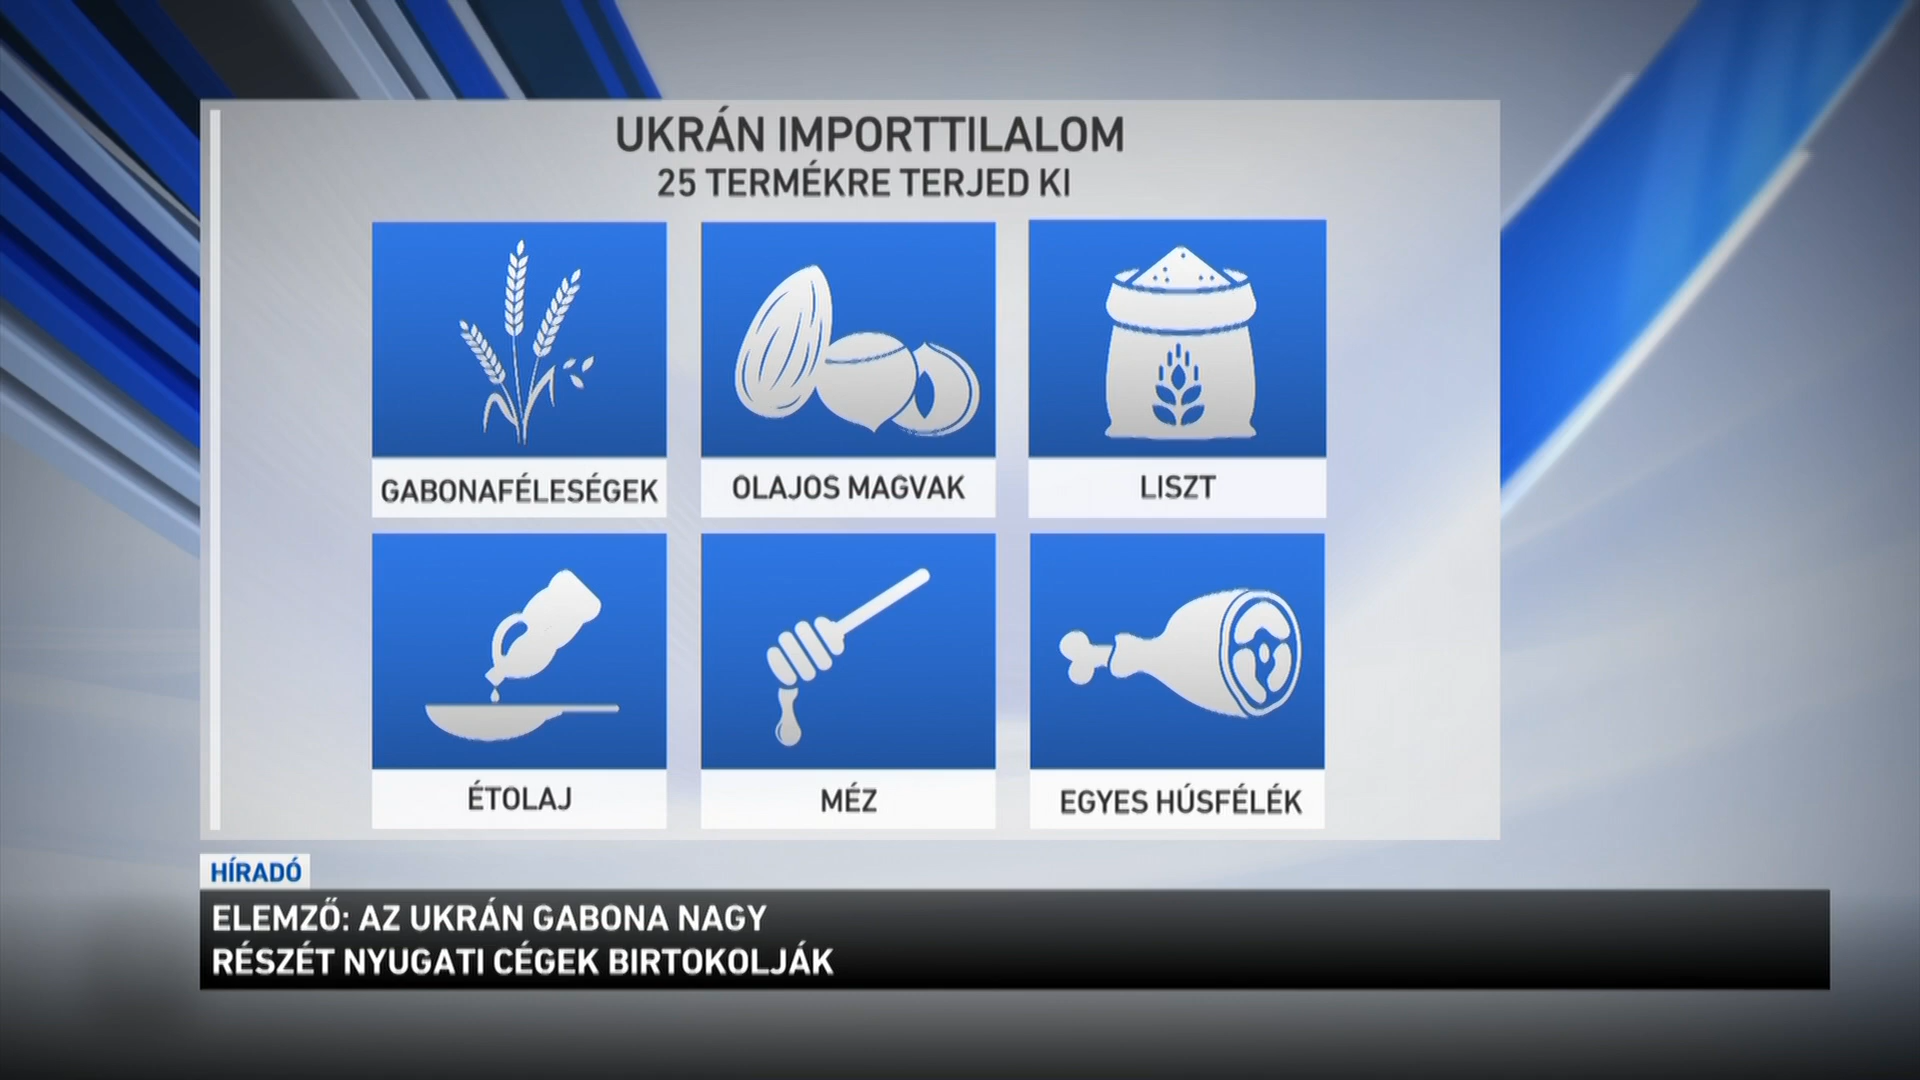 UKRÁN IMPORTTILALOM
25 TERMÉKRE TERJED KI
GABONAFÉLESÉGEK
OLAJOS MAGVAK
LISZT
ÉTOLAJ
MÉZ
EGYES HÚSFÉLÉK
HÍRADÓ
ELEMZŐ: AZ UKRÁN GABONA NAGY
RÉSZÉT NYUGATI CÉGEK BIRTOKOLJÁK